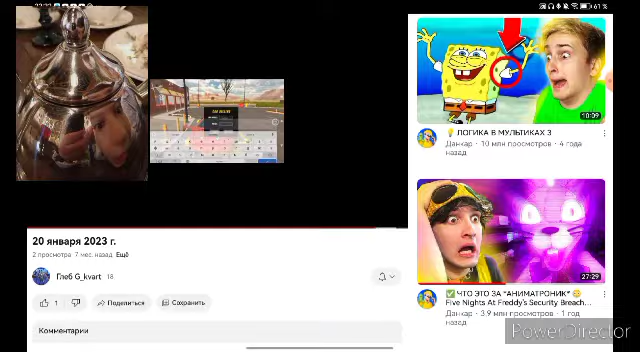 61 %
10:09
💡 ЛОГИКА В МУЛЬТИКАХ 3
Данкар · 10 млн просмотров · 4 года
назад
20 января 2023 г.
2 просмотра 7 мес. назад Ещё
Глеб G_kvart 18
1
Поделиться
Сохранить
Комментарии
27:29
✅ ЧТО ЭТО ЗА *АНИМАТРОНИК* 😳
Five Nights At Freddy's Security Breach...
Данкар · 3,9 млн просмотров · 1 год
назад
PowerDirector